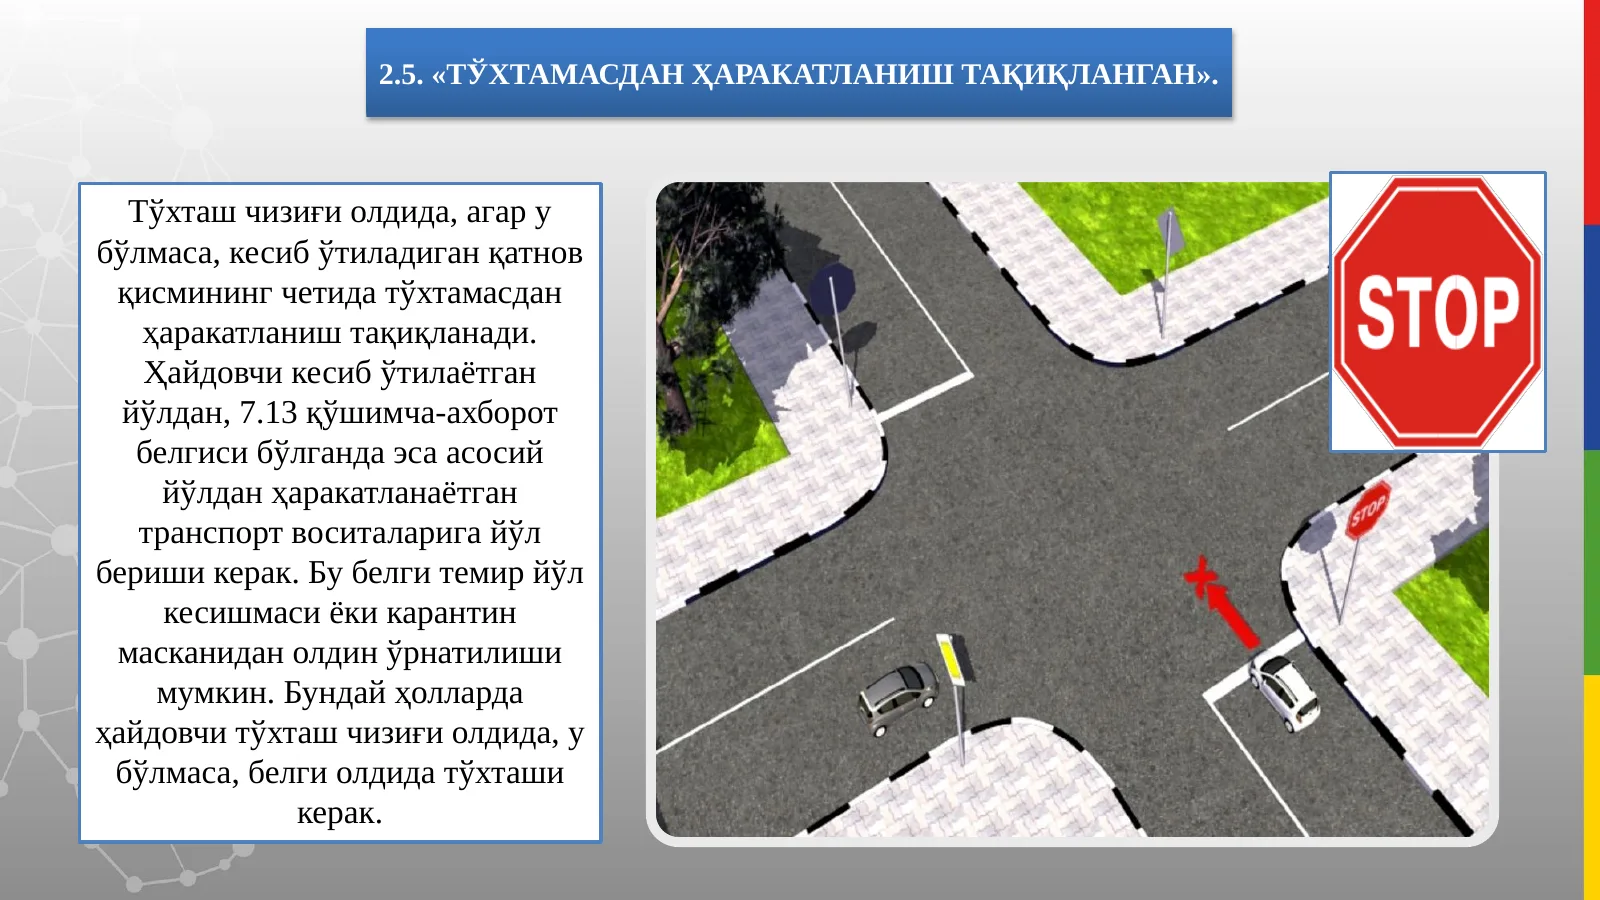 2.5. «ТЎХТАМАСДАН ҲАРАКАТЛАНИШ ТАҚИҚЛАНГАН».
Тўхташ чизиғи олдида, агар у
бўлмаса, кесиб ўтиладиган қатнов
қисмининг четида тўхтамасдан
ҳаракатланиш тақиқланади.
Ҳайдовчи кесиб ўтилаётган
йўлдан, 7.13 қўшимча-ахборот
белгиси бўлганда эса асосий
йўлдан ҳаракатланаётган
транспорт воситаларига йўл
бериши керак. Бу белги темир йўл
кесишмаси ёки карантин
масканидан олдин ўрнатилиши
мумкин. Бундай ҳолларда
ҳайдовчи тўхташ чизиғи олдида, у
бўлмаса, белги олдида тўхташи
керак.
STOP
STOP